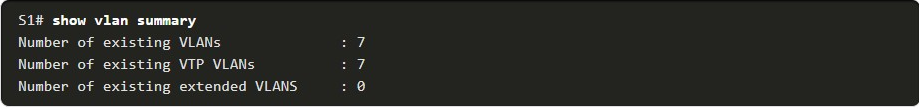 S1# show vlan summary
Number of existing VLANs              : 7
Number of existing VTP VLANs          : 7
Number of existing extended VLANS     : 0